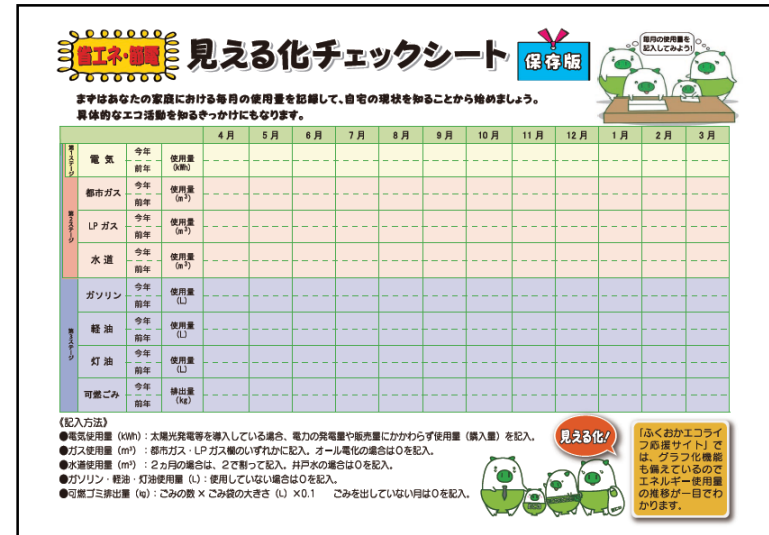 省エネ・節電 見える化チェックシート 保存版
毎月の使用量を
記入してみよう!
まずはあなたの家庭における毎月の使用量を記録して、自宅の現状を知ることから始めましょう。
具体的なエコ活動を知るきっかけにもなります。
4月 5月 6月 7月 8月 9月 10月 11月 12月 1月 2月 3月
第1ステージ
電気 今年 前年 使用量 (kWh)
第2ステージ
都市ガス 今年 前年 使用量 (m³)
LPガス 今年 前年 使用量 (m³)
水道 今年 前年 使用量 (m³)
第3ステージ
ガソリン 今年 前年 使用量 (L)
軽油 今年 前年 使用量 (L)
灯油 今年 前年 使用量 (L)
可燃ごみ 今年 前年 排出量 (kg)
《記入方法》
●電気使用量(kWh):太陽光発電等を導入している場合、電力の発電量や販売量にかかわらず使用量(購入量)を記入。
●ガス使用量(m³):都市ガス・LPガス欄のいずれかに記入。オール電化の場合は0を記入。
●水道使用量(m³):2ヵ月の場合は、2で割って記入。井戸水の場合は0を記入。
●ガソリン・軽油・灯油使用量(L):使用していない場合は0を記入。
●可燃ゴミ排出量(kg):ごみの数×ごみ袋の大きさ(L)×0.1 ごみを出していない月は0を記入。
見える化!
「ふくおかエコライ
フ応援サイト」で
は、グラフ化機能
も備えているので
エネルギー使用量
の推移が一目でわ
かります。